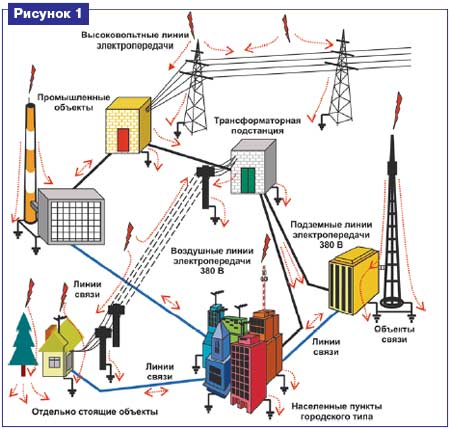 Рисунок 1
Высоковольтные линии
электропередачи
Промышленные
объекты
Трансформаторная
подстанция
Подземные линии
электропередачи
380 В
Воздушные линии
электропередачи
380 В
Линии
связи
Объекты
связи
Линии
связи
Линии
связи
Отдельно стоящие объекты
Населенные пункты
городского типа